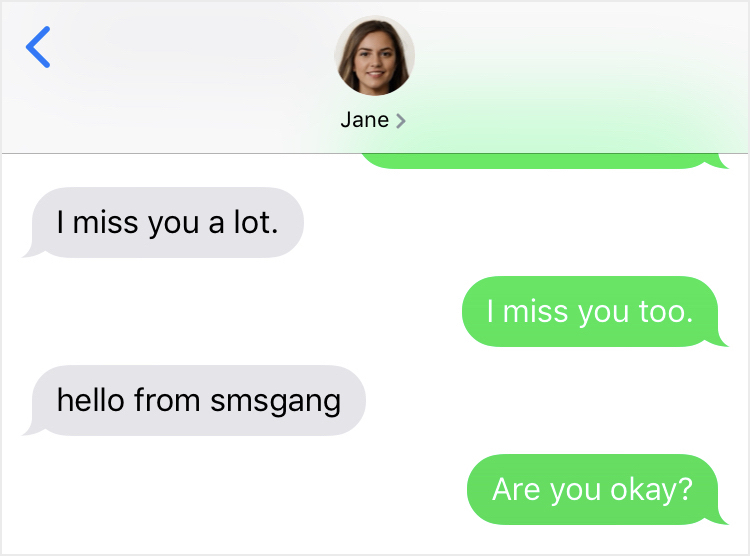 Jane
I miss you a lot.
I miss you too.
hello from smsgang
Are you okay?